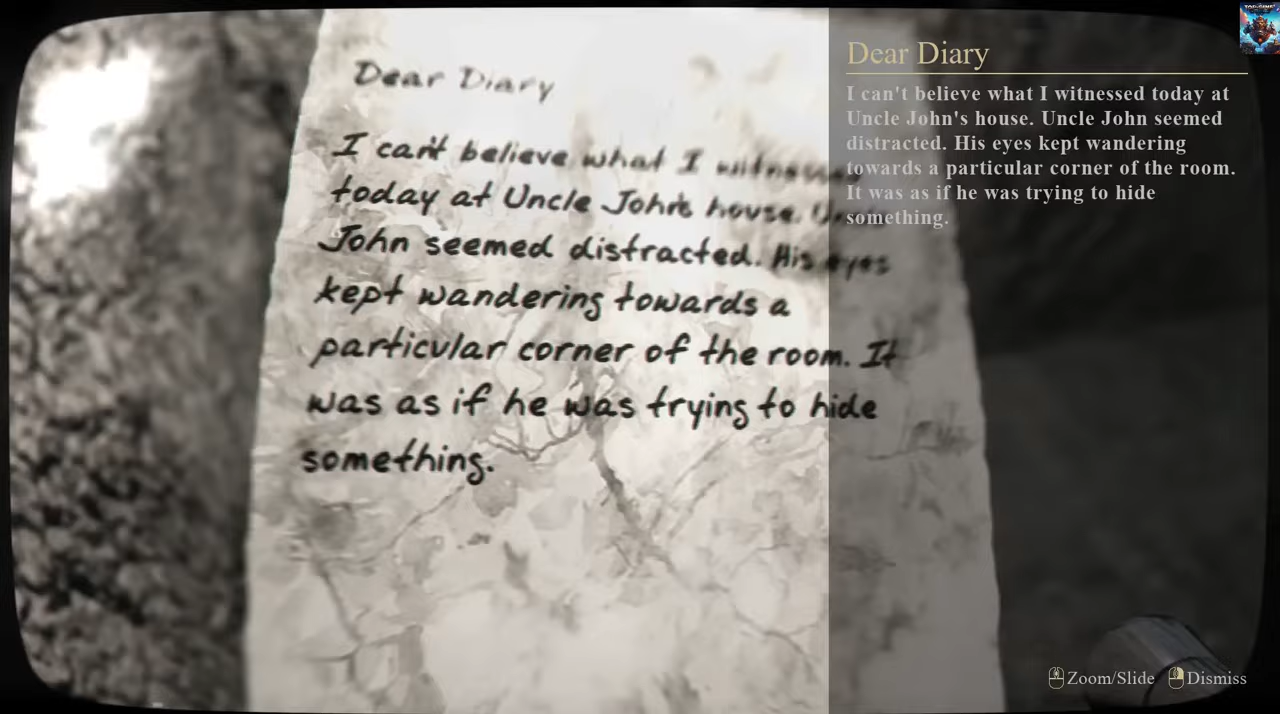 Dear Diary
I can't believe what I witnessed
today at Uncle John's house.
John seemed distracted. His eyes
kept wandering towards a
particular corner of the room. It
was as if he was trying to hide
something.
Dear Diary
I can't believe what I witnessed today at
Uncle John's house. Uncle John seemed
distracted. His eyes kept wandering
towards a particular corner of the room.
It was as if he was trying to hide
something.
Zoom/Slide Dismiss